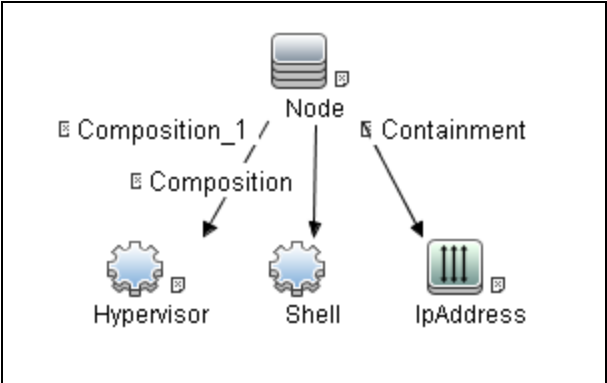 Node
Composition_1
Containment
Composition
Hypervisor
Shell
IpAddress